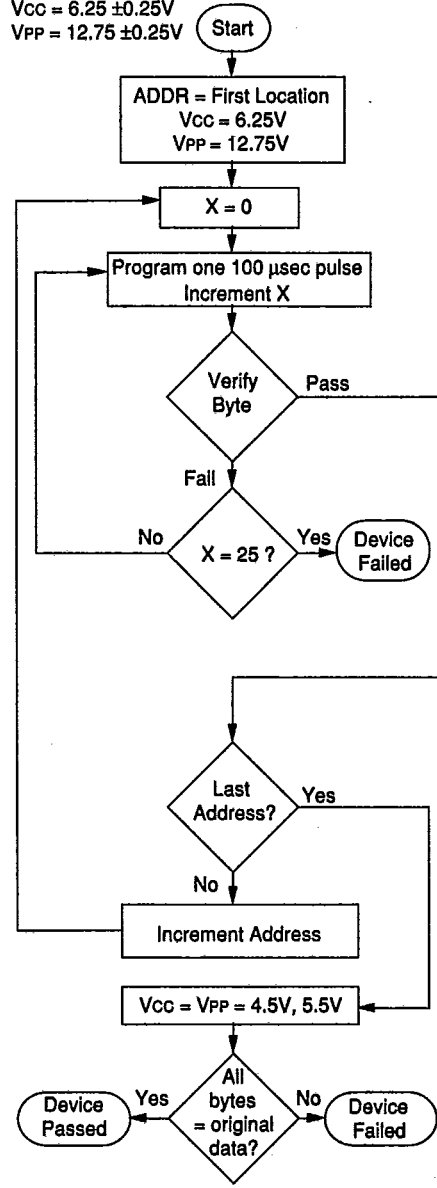 VCC = 6.25 ±0.25V
VPP = 12.75 ±0.25V
Start
ADDR = First Location
VCC = 6.25V
VPP = 12.75V
X = 0
Program one 100 μsec pulse
Increment X
Verify
Byte
Pass
Fail
No
X = 25 ?
Yes
Device
Failed
Last
Address?
Yes
No
Increment Address
VCC = VPP = 4.5V, 5.5V
Device
Passed
Yes
All
bytes
= original
data?
No
Device
Failed